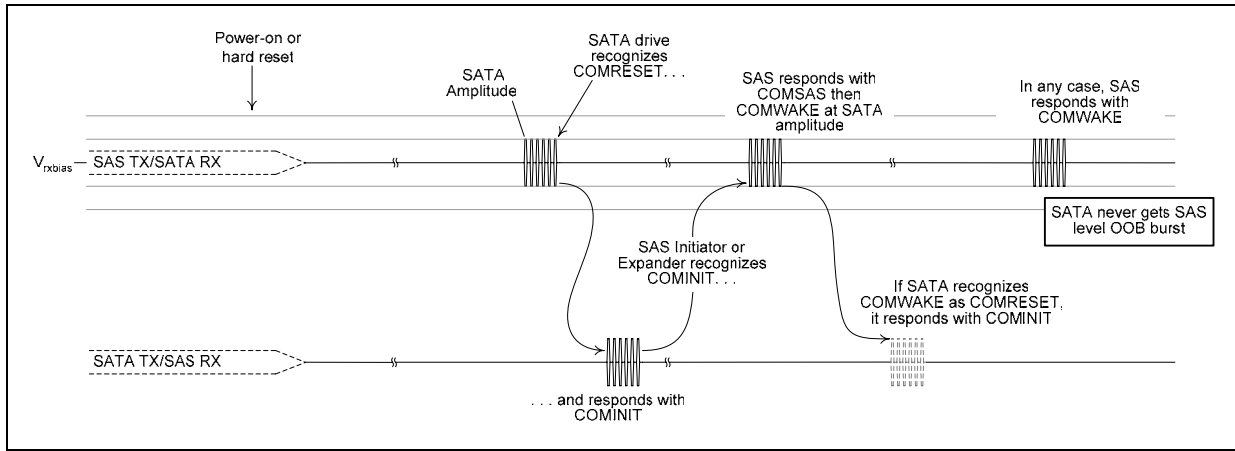 Power-on or
hard reset
SATA
Amplitude
SATA drive
recognizes
COMRESET. . .
SAS responds with
COMSAS then
COMWAKE at SATA
amplitude
In any case, SAS
responds with
COMWAKE
Vrxbias
SAS TX/SATA RX
SATA never gets SAS
level OOB burst
SAS Initiator or
Expander recognizes
COMINIT. . .
If SATA recognizes
COMWAKE as COMRESET,
it responds with COMINIT
SATA TX/SAS RX
. . . and responds with
COMINIT